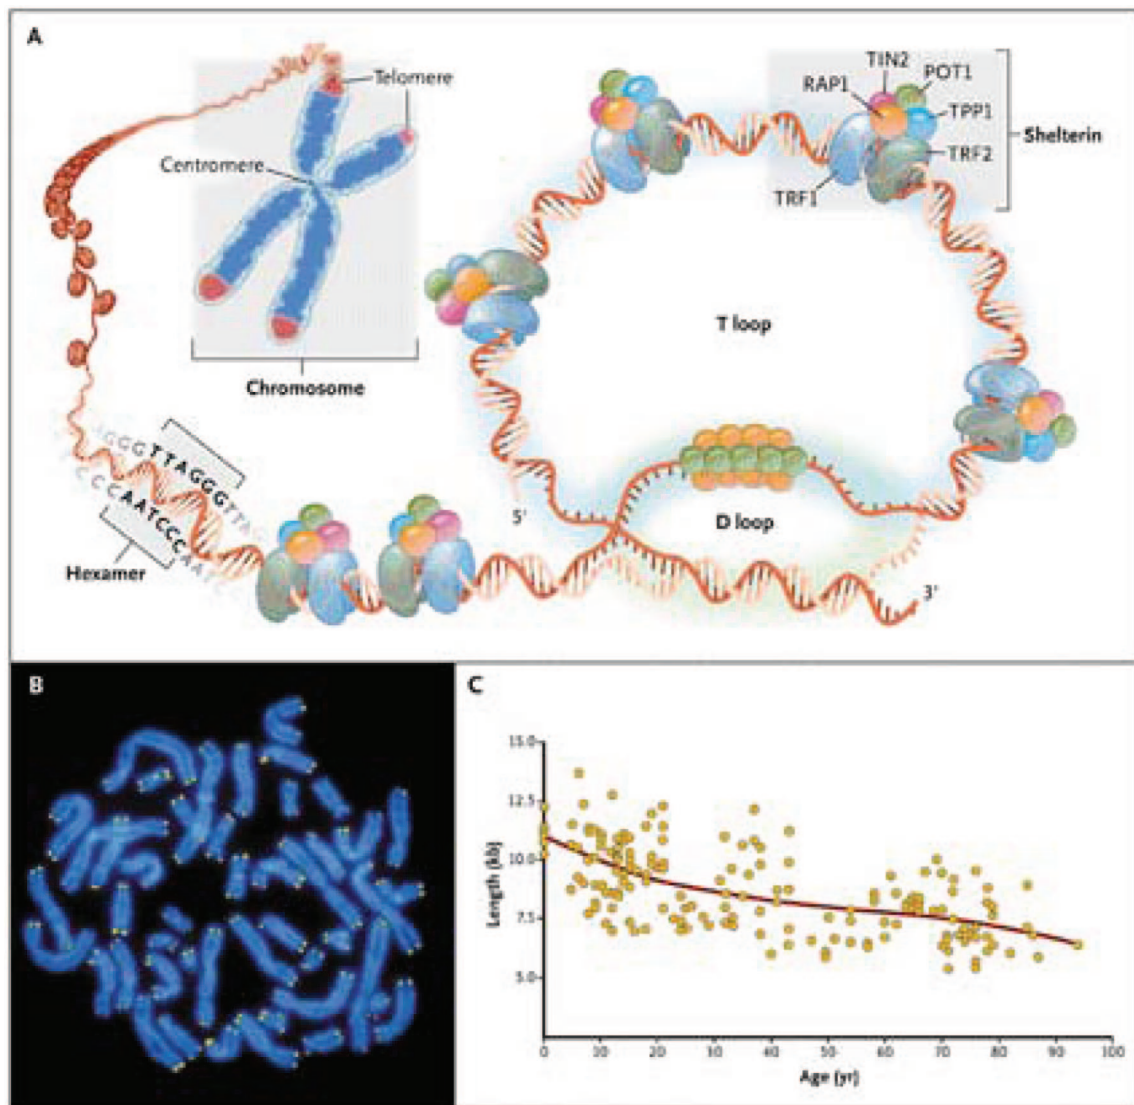 A
Telomere
Centromere
Chromosome
TIN2
RAP1
POT1
TPP1
TRF2
TRF1
Shelterin
T loop
D loop
5'
3'
GGGTTAGGGTTAG
CCCAATCCCAATC
Hexamer
B
C
15.0
12.5
10.0
7.5
5.0
Length (kb)
0 10 20 30 40 50 60 70 80 90 100
Age (yr)